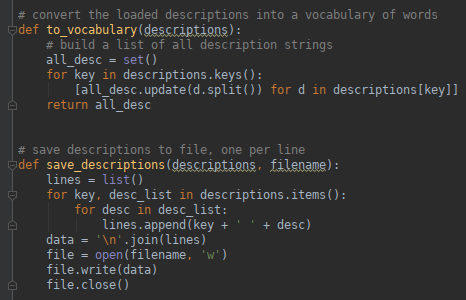 # convert the loaded descriptions into a vocabulary of words
def to_vocabulary(descriptions):
    # build a list of all description strings
    all_desc = set()
    for key in descriptions.keys():
        [all_desc.update(d.split()) for d in descriptions[key]]
    return all_desc
# save descriptions to file, one per line
def save_descriptions(descriptions, filename):
    lines = list()
    for key, desc_list in descriptions.items():
        for desc in desc_list:
            lines.append(key + ' ' + desc)
    data = '\n'.join(lines)
    file = open(filename, 'w')
    file.write(data)
    file.close()